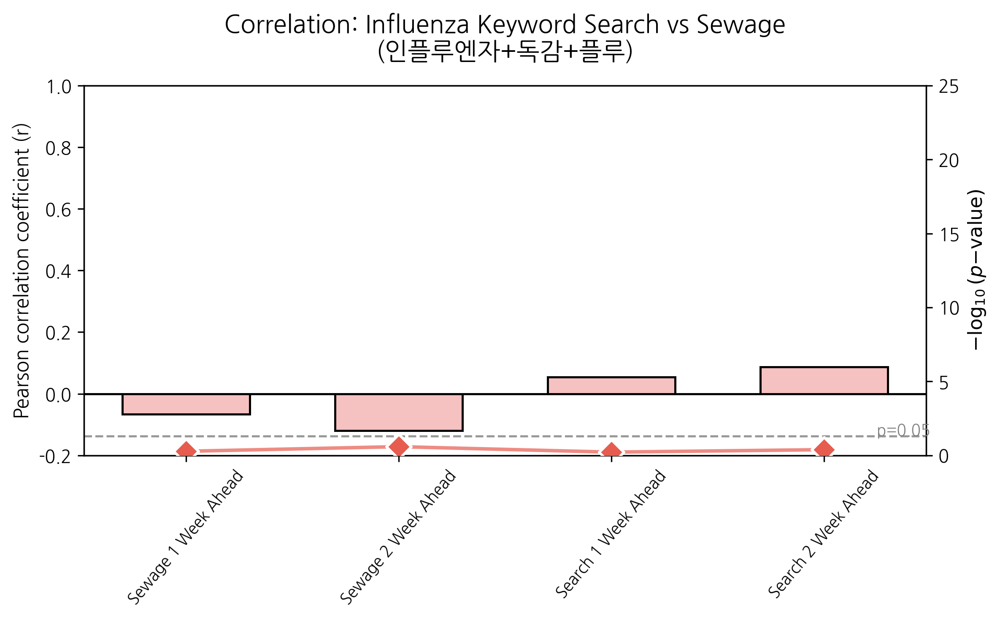 Correlation: Influenza Keyword Search vs Sewage
(인플루엔자+독감+플루)
Pearson correlation coefficient (r)
1.0
0.8
0.6
0.4
0.2
0.0
-0.2
25
20
15
10
5
0
−log₁₀(p−value)
p=0.05
Sewage 1 Week Ahead
Sewage 2 Week Ahead
Search 1 Week Ahead
Search 2 Week Ahead